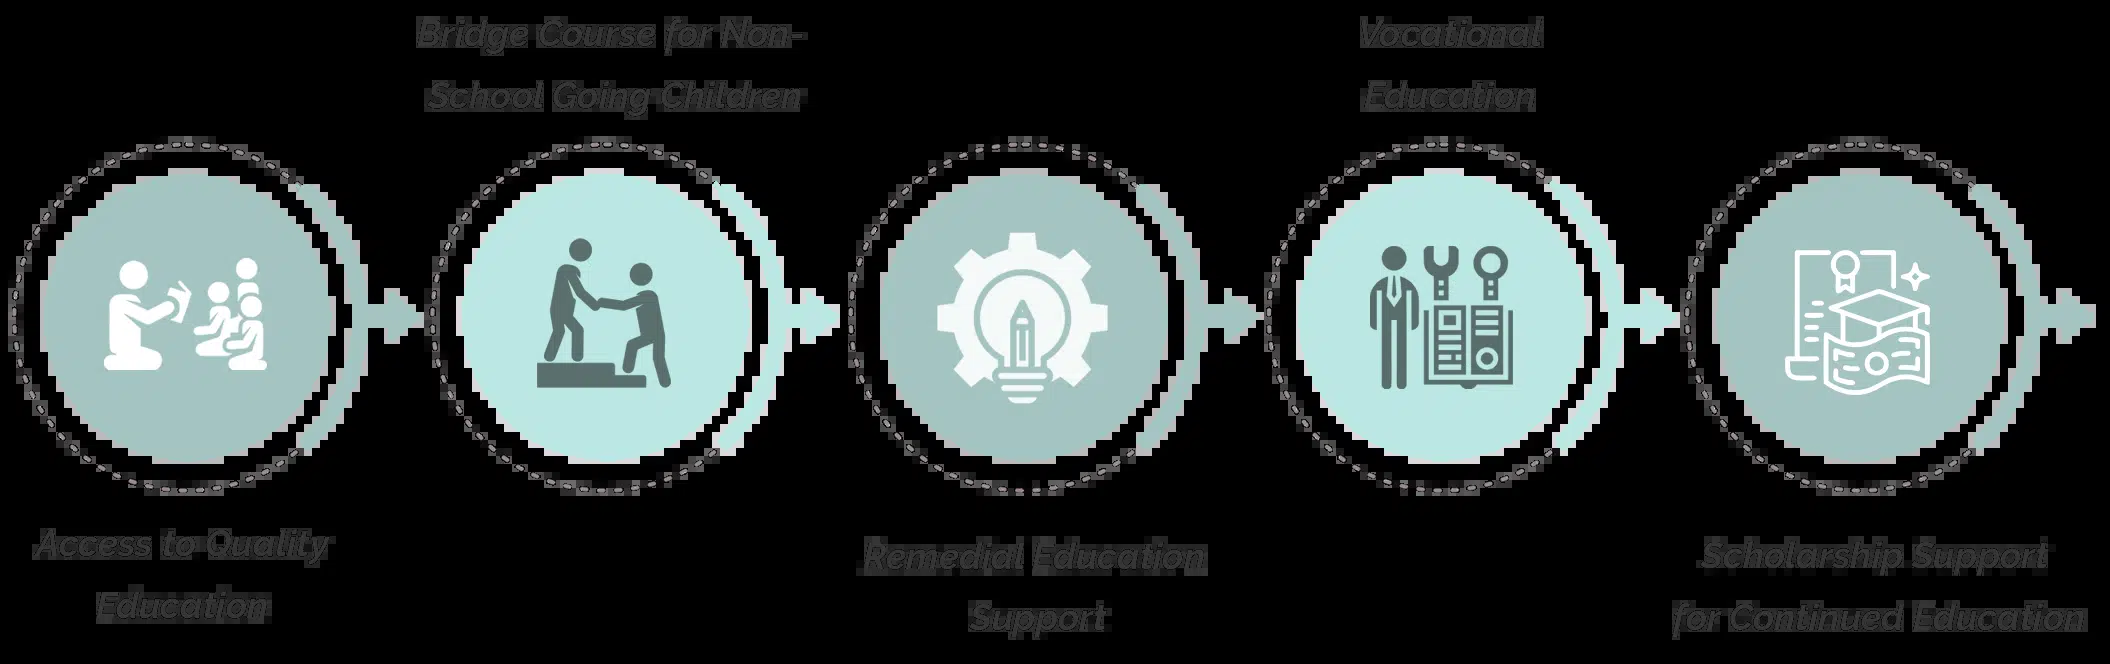 Access to Quality
Education
Bridge Course for Non-
School Going Children
Remedial Education
Support
Vocational
Education
Scholarship Support
for Continued Education